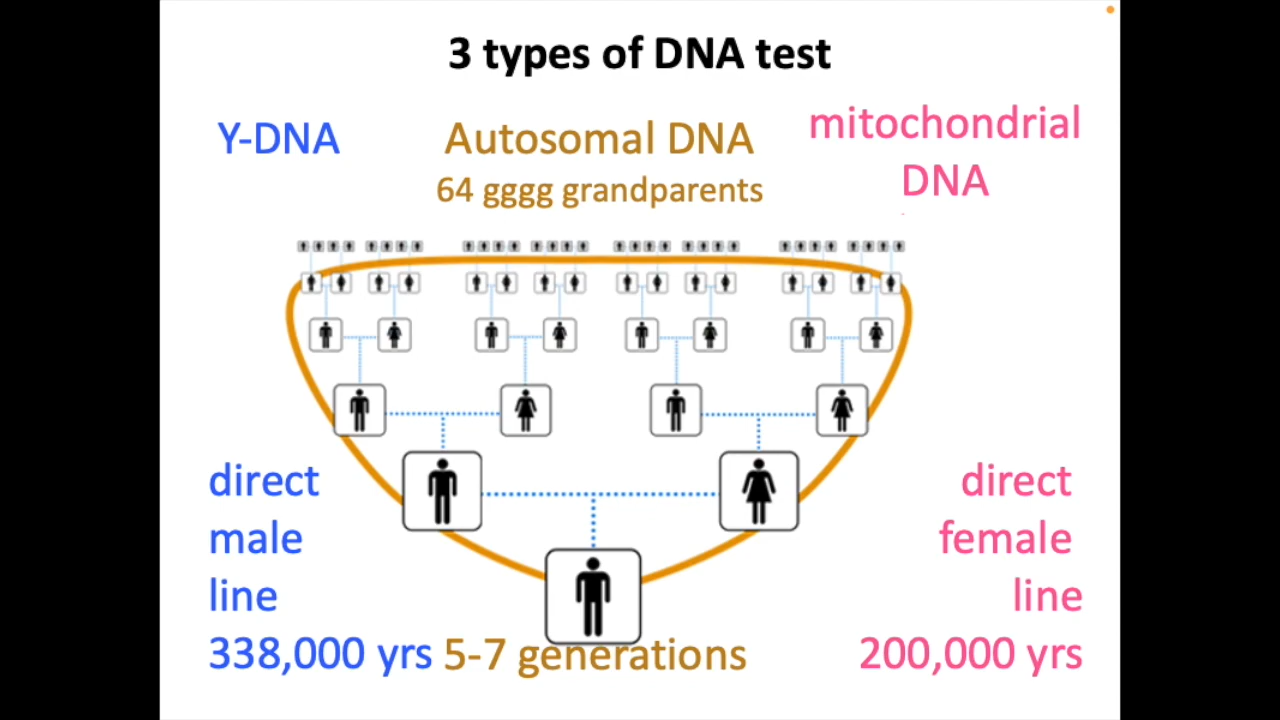 3 types of DNA test
Y-DNA
Autosomal DNA
64 gggg grandparents
mitochondrial
DNA
direct
male
line
338,000 yrs
5-7 generations
direct
female
line
200,000 yrs